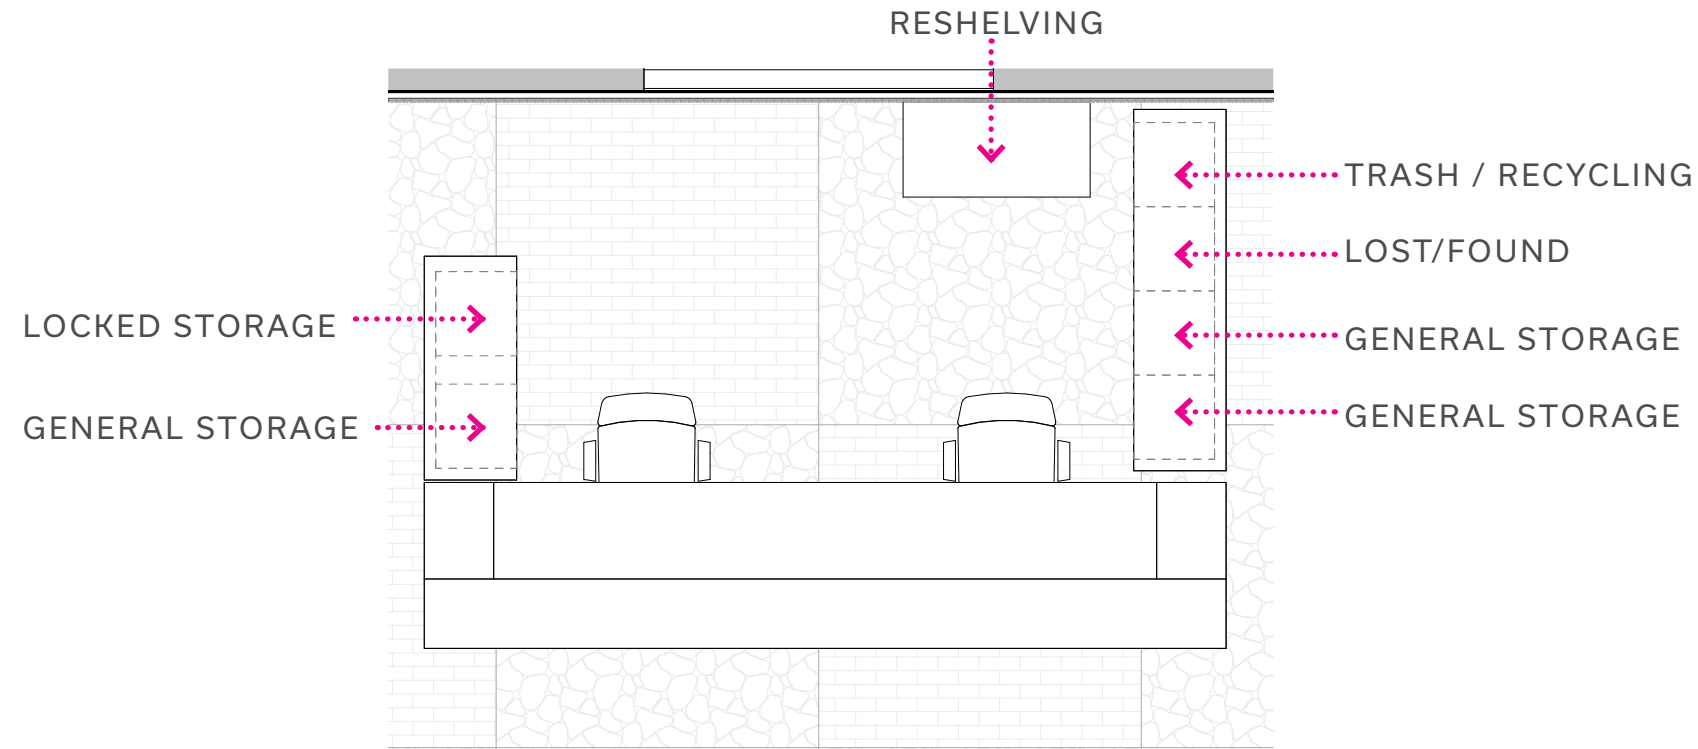 RESHELVING
TRASH / RECYCLING
LOST/FOUND
LOCKED STORAGE
GENERAL STORAGE
GENERAL STORAGE
GENERAL STORAGE